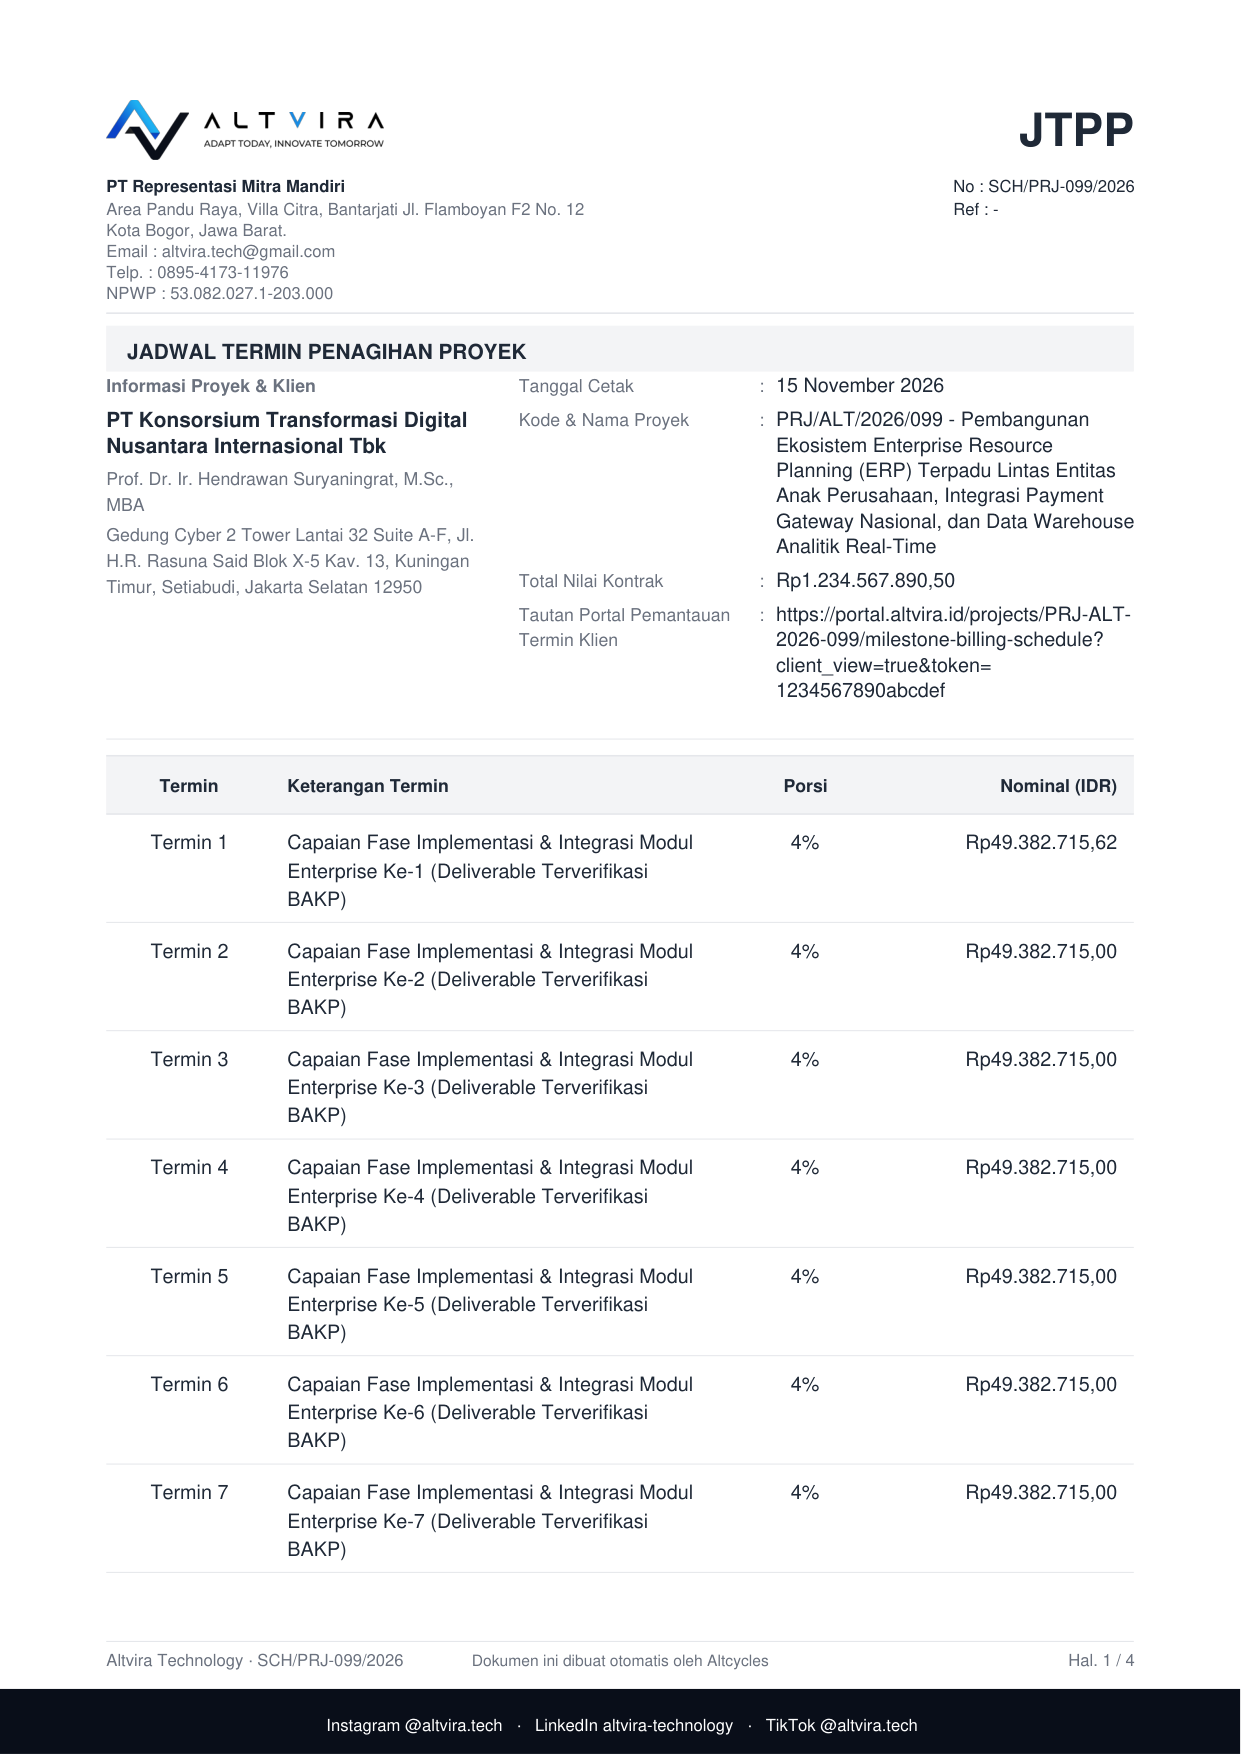 ALTVIRA
ADAPT TODAY, INNOVATE TOMORROW
JTPP
PT Representasi Mitra Mandiri
Area Pandu Raya, Villa Citra, Bantarjati Jl. Flamboyan F2 No. 12
Kota Bogor, Jawa Barat.
Email : altvira.tech@gmail.com
Telp. : 0895-4173-11976
NPWP : 53.082.027.1-203.000
No : SCH/PRJ-099/2026
Ref : -
JADWAL TERMIN PENAGIHAN PROYEK
Informasi Proyek & Klien
PT Konsorsium Transformasi Digital
Nusantara Internasional Tbk
Prof. Dr. Ir. Hendrawan Suryaningrat, M.Sc.,
MBA
Gedung Cyber 2 Tower Lantai 32 Suite A-F, Jl.
H.R. Rasuna Said Blok X-5 Kav. 13, Kuningan
Timur, Setiabudi, Jakarta Selatan 12950
Tanggal Cetak : 15 November 2026
Kode & Nama Proyek : PRJ/ALT/2026/099 - Pembangunan
Ekosistem Enterprise Resource
Planning (ERP) Terpadu Lintas Entitas
Anak Perusahaan, Integrasi Payment
Gateway Nasional, dan Data Warehouse
Analitik Real-Time
Total Nilai Kontrak : Rp1.234.567.890,50
Tautan Portal Pemantauan : https://portal.altvira.id/projects/PRJ-ALT-
Termin Klien 2026-099/milestone-billing-schedule?
client_view=true&token=
1234567890abcdef
Termin Keterangan Termin Porsi Nominal (IDR)
Termin 1 Capaian Fase Implementasi & Integrasi Modul 4% Rp49.382.715,62
Enterprise Ke-1 (Deliverable Terverifikasi
BAKP)
Termin 2 Capaian Fase Implementasi & Integrasi Modul 4% Rp49.382.715,00
Enterprise Ke-2 (Deliverable Terverifikasi
BAKP)
Termin 3 Capaian Fase Implementasi & Integrasi Modul 4% Rp49.382.715,00
Enterprise Ke-3 (Deliverable Terverifikasi
BAKP)
Termin 4 Capaian Fase Implementasi & Integrasi Modul 4% Rp49.382.715,00
Enterprise Ke-4 (Deliverable Terverifikasi
BAKP)
Termin 5 Capaian Fase Implementasi & Integrasi Modul 4% Rp49.382.715,00
Enterprise Ke-5 (Deliverable Terverifikasi
BAKP)
Termin 6 Capaian Fase Implementasi & Integrasi Modul 4% Rp49.382.715,00
Enterprise Ke-6 (Deliverable Terverifikasi
BAKP)
Termin 7 Capaian Fase Implementasi & Integrasi Modul 4% Rp49.382.715,00
Enterprise Ke-7 (Deliverable Terverifikasi
BAKP)
Altvira Technology · SCH/PRJ-099/2026 Dokumen ini dibuat otomatis oleh Altcycles Hal. 1 / 4
Instagram @altvira.tech · LinkedIn altvira-technology · TikTok @altvira.tech